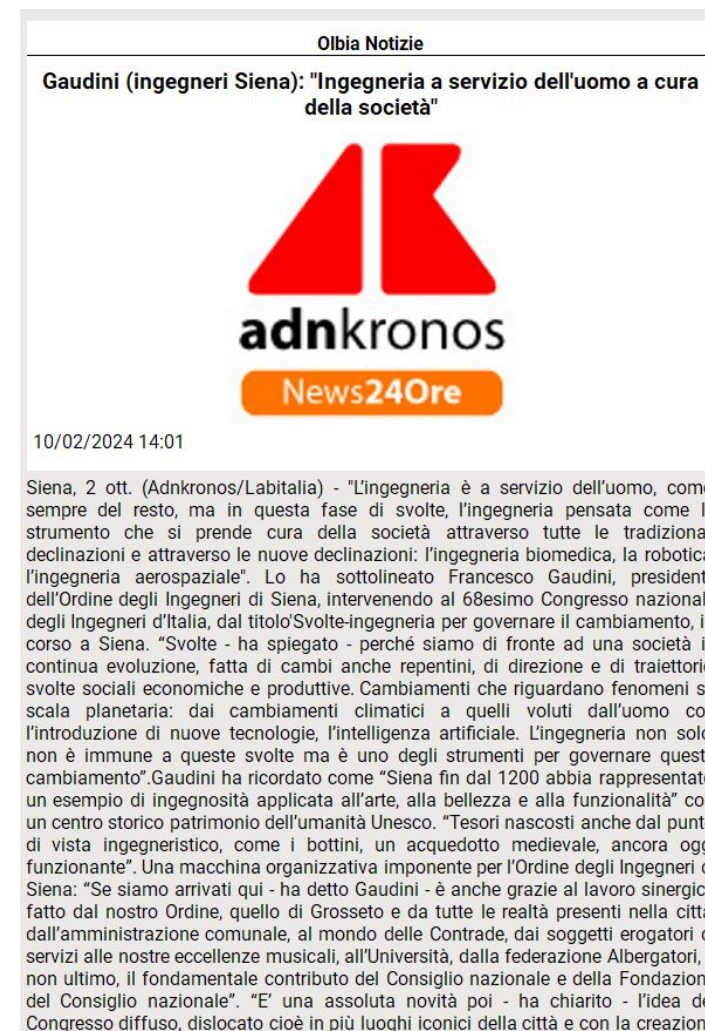 Olbia Notizie
Gaudini (ingegneri Siena): "Ingegneria a servizio dell'uomo a cura
della società"
adnkronos
News24Ore
10/02/2024 14:01
Siena, 2 ott. (Adnkronos/Labitalia) - "L'ingegneria è a servizio dell'uomo, come
sempre del resto, ma in questa fase di svolte, l'ingegneria pensata come l
strumento che si prende cura della società attraverso tutte le tradiziona
declinazioni e attraverso le nuove declinazioni: l'ingegneria biomedica, la robotica
l'ingegneria aerospaziale". Lo ha sottolineato Francesco Gaudini, president
dell'Ordine degli Ingegneri di Siena, intervenendo al 68esimo Congresso nazional
degli Ingegneri d'Italia, dal titolo'Svolte-ingegneria per governare il cambiamento, i
corso a Siena. "Svolte - ha spiegato - perché siamo di fronte ad una società i
continua evoluzione, fatta di cambi anche repentini, di direzione e di traiettorie
svolte sociali economiche e produttive. Cambiamenti che riguardano fenomeni s
scala planetaria: dai cambiamenti climatici a quelli voluti dall'uomo co
l'introduzione di nuove tecnologie, l'intelligenza artificiale. L'ingegneria non solo
non è immune a queste svolte ma è uno degli strumenti per governare quest
cambiamento".Gaudini ha ricordato come "Siena fin dal 1200 abbia rappresentato
un esempio di ingegnosità applicata all'arte, alla bellezza e alla funzionalità" co
un centro storico patrimonio dell'umanità Unesco. "Tesori nascosti anche dal punt
di vista ingegneristico, come i bottini, un acquedotto medievale, ancora ogg
funzionante". Una macchina organizzativa imponente per l'Ordine degli Ingegneri d
Siena: "Se siamo arrivati qui - ha detto Gaudini - è anche grazie al lavoro sinergic
fatto dal nostro Ordine, quello di Grosseto e da tutte le realtà presenti nella città
dall'amministrazione comunale, al mondo delle Contrade, dai soggetti erogatori d
servizi alle nostre eccellenze musicali, all'Università, dalla federazione Albergatori,
non ultimo, il fondamentale contributo del Consiglio nazionale e della Fondazion
del Consiglio nazionale". "E' una assoluta novità poi - ha chiarito - l'idea de
Congresso diffuso, dislocato cioè in più luoghi iconici della città e con la creazion